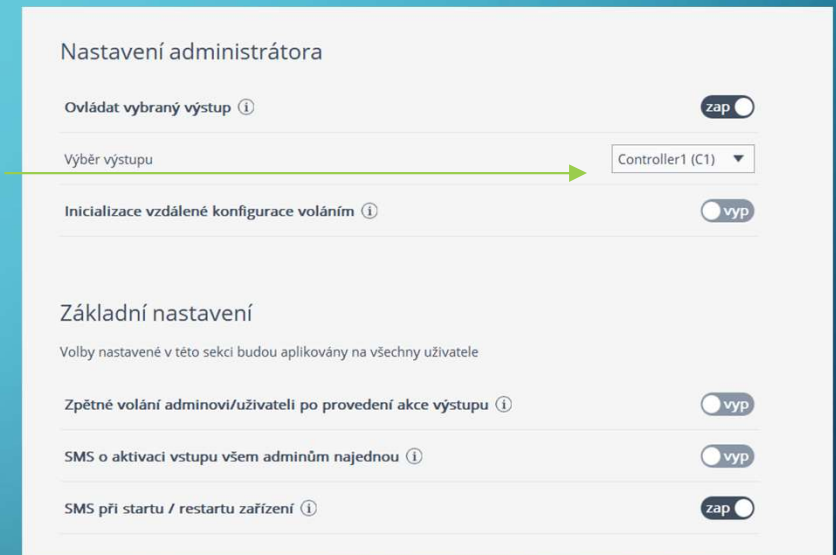 Nastavení administrátora
Ovládat vybraný výstup
zap
Výběr výstupu
Controller1 (C1)
Inicializace vzdálené konfigurace voláním
vyp
Základní nastavení
Volby nastavené v této sekci budou aplikovány na všechny uživatele
Zpětné volání adminovi/uživateli po provedení akce výstupu
vyp
SMS o aktivaci vstupu všem adminům najednou
vyp
SMS při startu / restartu zařízení
zap